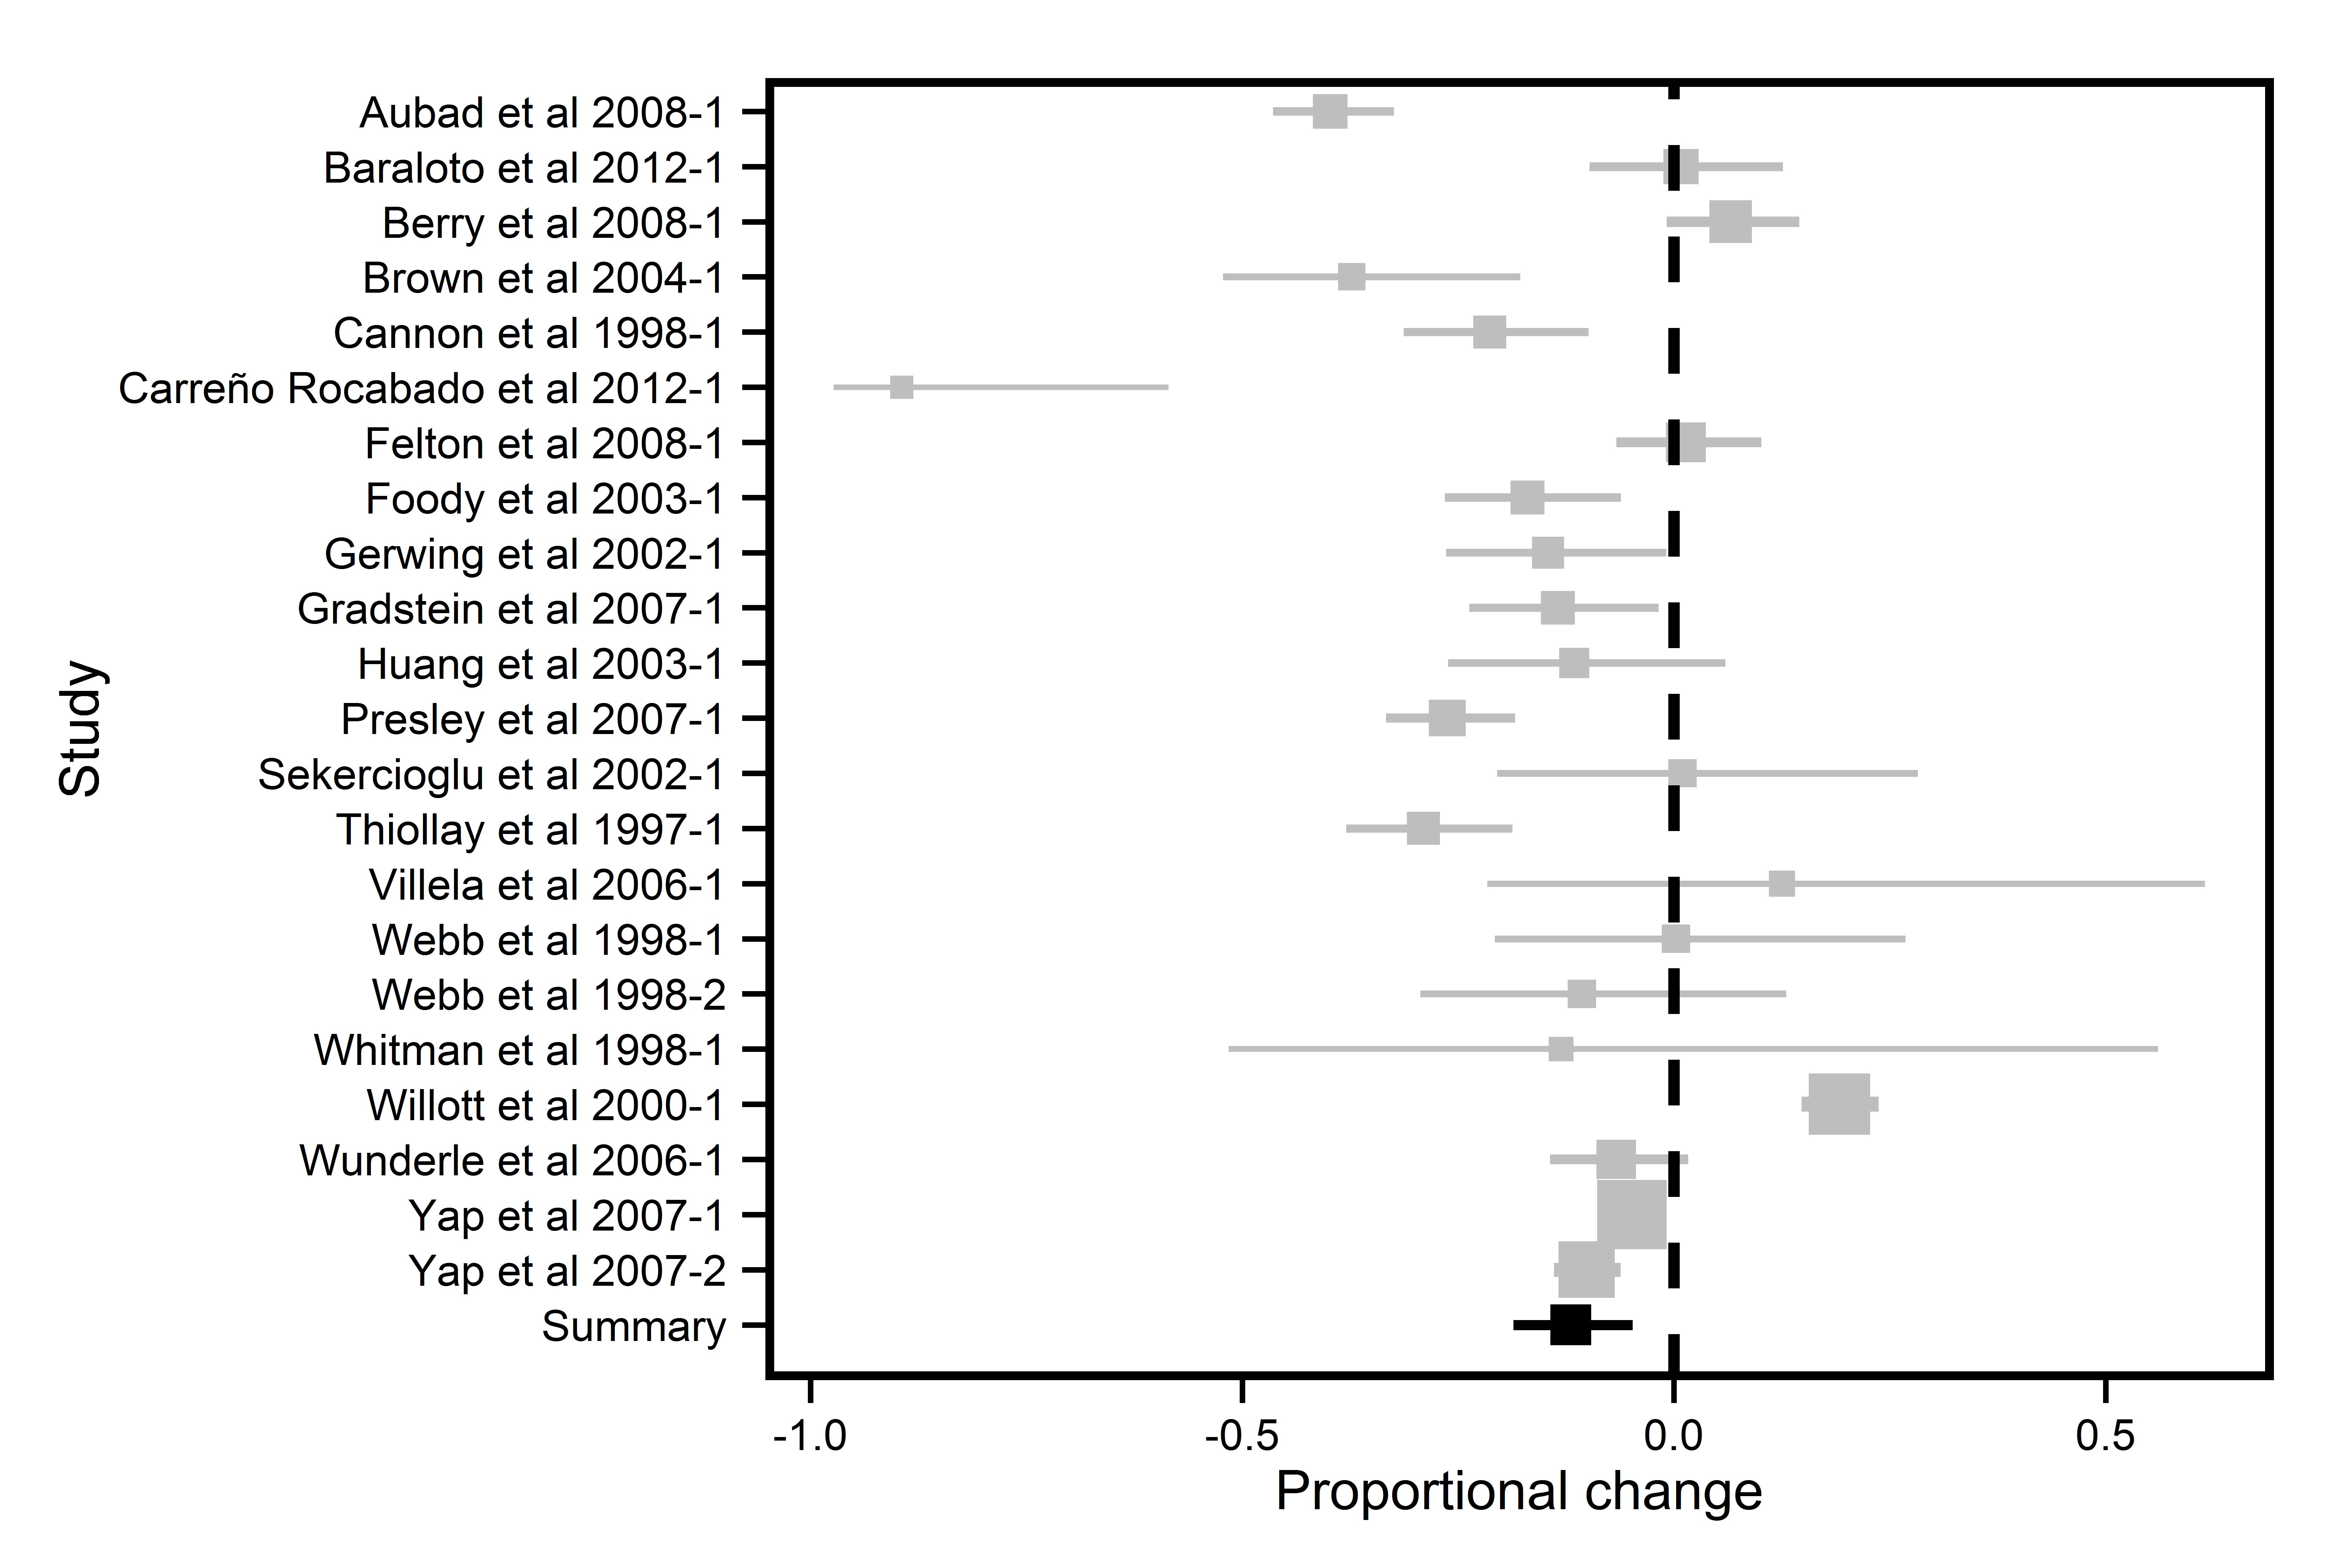 Aubad et al 2008-1
Baraloto et al 2012-1
Berry et al 2008-1
Brown et al 2004-1
Cannon et al 1998-1
Carreño Rocabado et al 2012-1
Felton et al 2008-1
Foody et al 2003-1
Gerwing et al 2002-1
Gradstein et al 2007-1
Huang et al 2003-1
Presley et al 2007-1
Sekercioglu et al 2002-1
Thiollay et al 1997-1
Villela et al 2006-1
Webb et al 1998-1
Webb et al 1998-2
Whitman et al 1998-1
Willott et al 2000-1
Wunderle et al 2006-1
Yap et al 2007-1
Yap et al 2007-2
Summary
Study
-1.0 -0.5 0.0 0.5
Proportional change